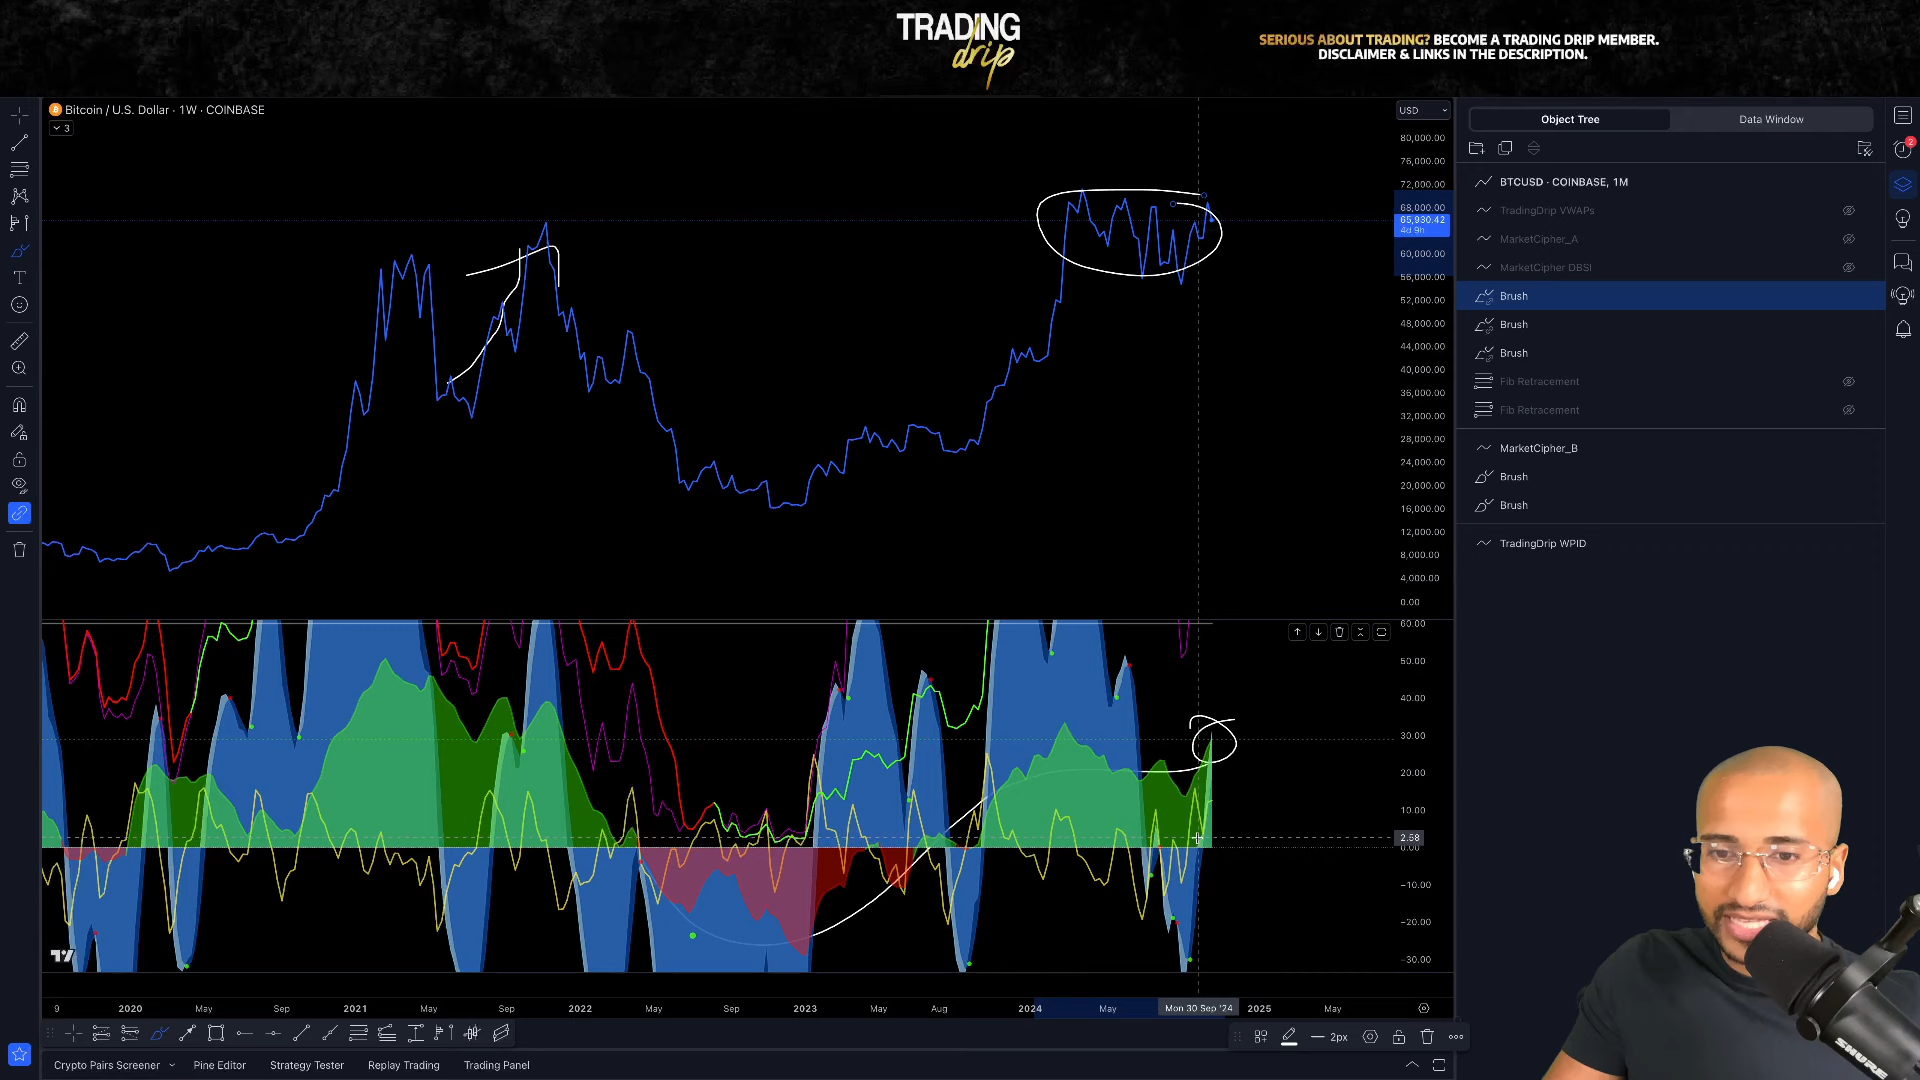 TRADING
drip
SERIOUS ABOUT TRADING? BECOME A TRADING DRIP MEMBER.
DISCLAIMER & LINKS IN THE DESCRIPTION.
Bitcoin / U.S. Dollar · 1W · COINBASE
3
USD
80,000.00
76,000.00
72,000.00
68,000.00
65,930.42
4d 9h
60,000.00
56,000.00
52,000.00
48,000.00
44,000.00
40,000.00
36,000.00
32,000.00
28,000.00
24,000.00
20,000.00
16,000.00
12,000.00
8,000.00
4,000.00
0.00
60.00
50.00
40.00
30.00
20.00
10.00
2.58
0.00
−10.00
−20.00
−30.00
9
2020
May
Sep
2021
May
Sep
2022
May
2023
May
Aug
2024
May
Mon 30 Sep '24
2025
May
2px
Crypto Pairs Screener
Pine Editor
Strategy Tester
Replay Trading
Trading Panel
Object Tree
Data Window
BTCUSD · COINBASE, 1M
TradingDrip VWAPs
MarketCipher_A
MarketCipher DBSI
Brush
Brush
Brush
Fib Retracement
Fib Retracement
MarketCipher_B
Brush
Brush
TradingDrip WPID
2
SHURE